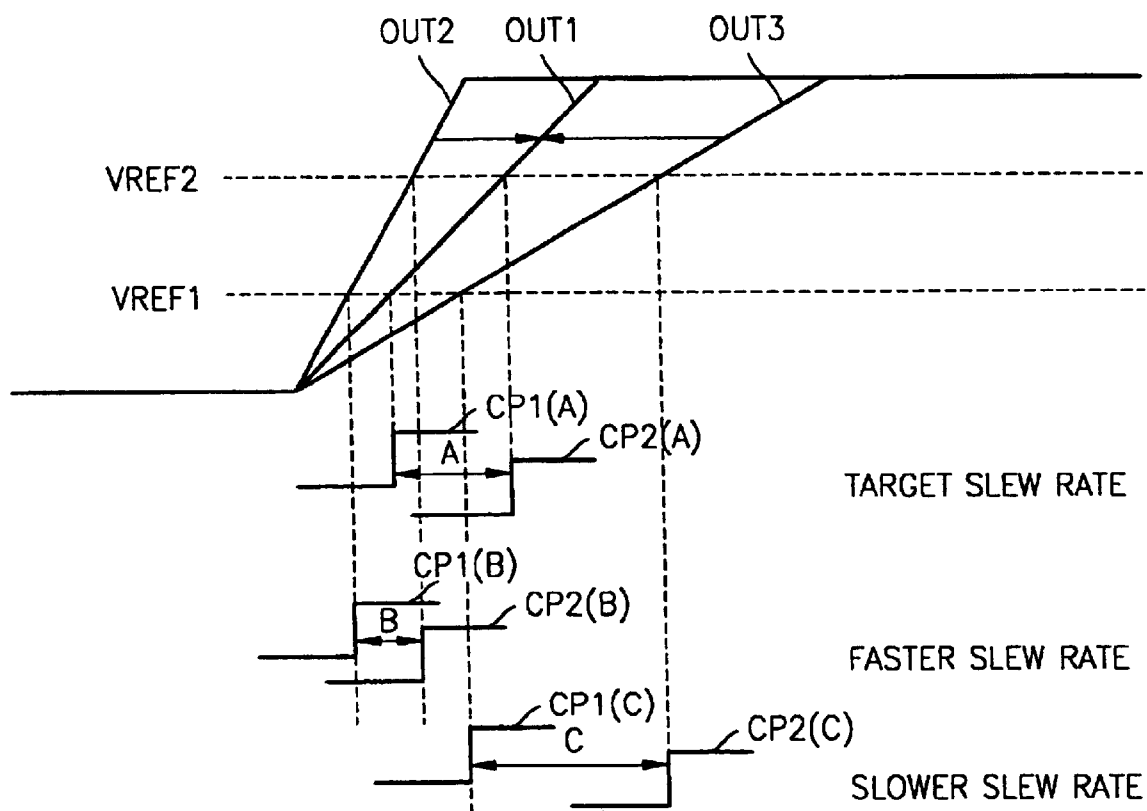 OUT2 OUT1 OUT3
VREF2
VREF1
CP1(A)
A
CP2(A)
TARGET SLEW RATE
CP1(B)
B
CP2(B)
FASTER SLEW RATE
CP1(C)
C
CP2(C)
SLOWER SLEW RATE